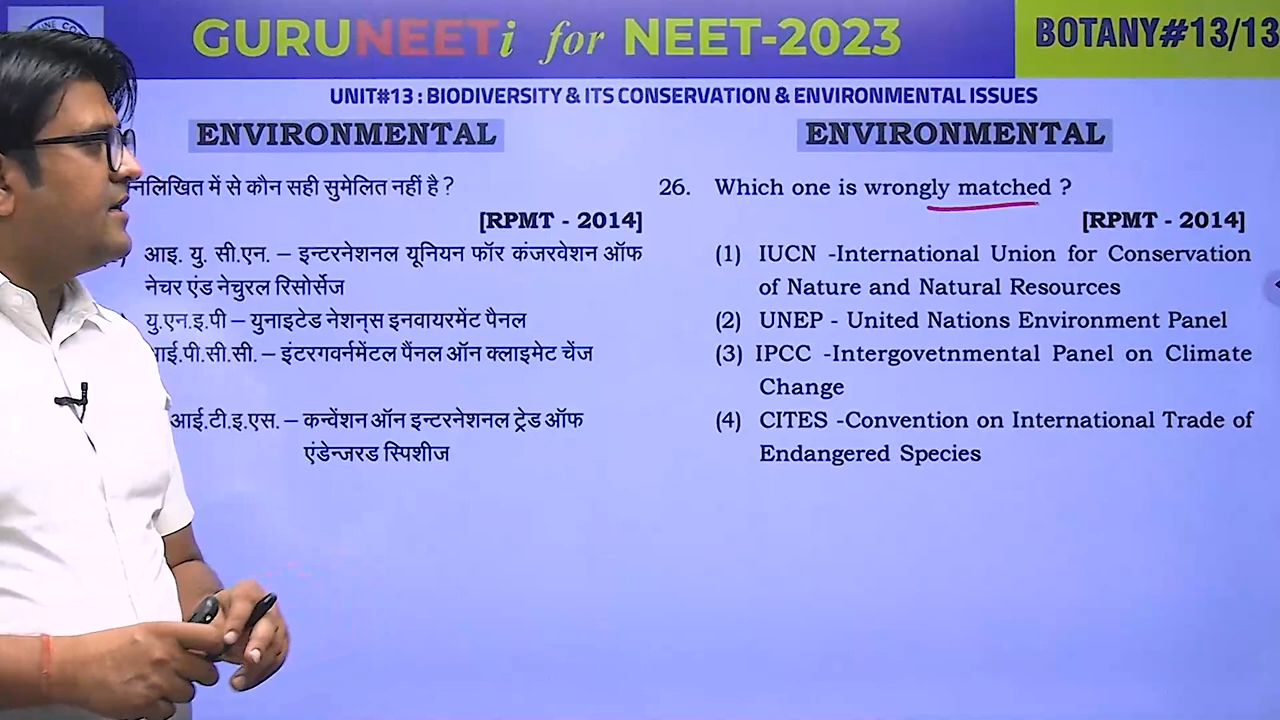 GURUNEETi for NEET-2023
BOTANY#13/13
UNIT#13 : BIODIVERSITY & ITS CONSERVATION & ENVIRONMENTAL ISSUES
ENVIRONMENTAL
में से कौन सही सुमेलित नहीं है ?
[RPMT - 2014]
आइ. यु. सी.एन. – इन्टरनेशनल यूनियन फॉर कंजरवेशन ऑफ
नेचर एंड नेचुरल रिसोर्सेज
यु.एन.इ.पी – युनाइटेड नेशन्स इनवायरमेंट पैनल
– इंटरगवर्नमेंटल पैंनल ऑन क्लाइमेट चेंज
– कन्वेंशन ऑन इन्टरनेशनल ट्रेड ऑफ
एंडेन्जरड स्पिशीज
ENVIRONMENTAL
26. Which one is wrongly matched ?
[RPMT - 2014]
(1) IUCN -International Union for Conservation
of Nature and Natural Resources
(2) UNEP - United Nations Environment Panel
(3) IPCC -Intergovetnmental Panel on Climate
Change
(4) CITES -Convention on International Trade of
Endangered Species